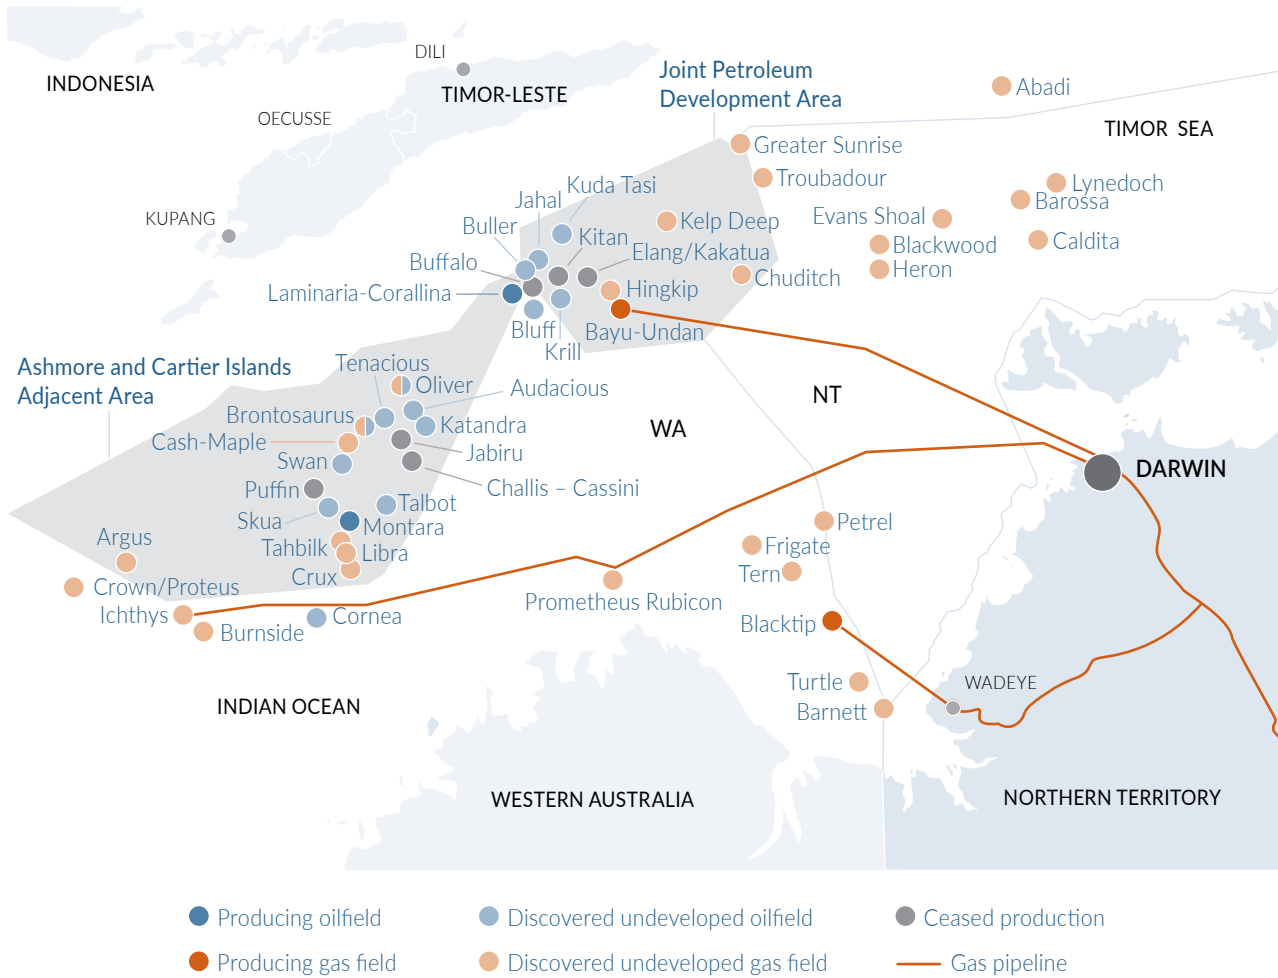 DILI
INDONESIA
TIMOR-LESTE
OECUSSE
KUPANG
Joint Petroleum
Development Area
Abadi
TIMOR SEA
Greater Sunrise
Troubadour
Lynedoch
Barossa
Evans Shoal
Caldita
Blackwood
Heron
Kuda Tasi
Jahal
Kelp Deep
Buller
Kitan
Elang/Kakatua
Buffalo
Chuditch
Laminaria-Corallina
Hingkip
Bluff
Bayu-Undan
Krill
Ashmore and Cartier Islands
Adjacent Area
Tenacious
Oliver
Audacious
NT
WA
Brontosaurus
Katandra
Cash-Maple
Jabiru
Swan
Challis – Cassini
Puffin
Talbot
Skua
Montara
Tahbilk
Libra
Crux
DARWIN
Argus
Crown/Proteus
Ichthys
Burnside
Cornea
Petrel
Frigate
Tern
Prometheus Rubicon
Blacktip
Turtle
Barnett
WADEYE
INDIAN OCEAN
WESTERN AUSTRALIA
NORTHERN TERRITORY
Producing oilfield
Discovered undeveloped oilfield
Ceased production
Producing gas field
Discovered undeveloped gas field
Gas pipeline